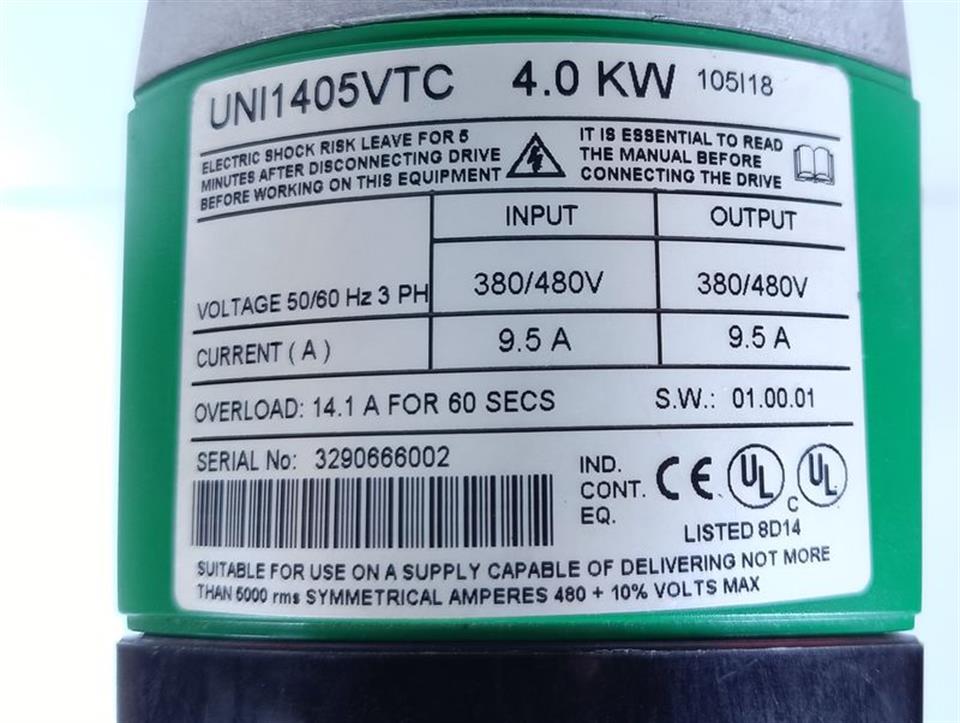 UNI1405VTC 4.0 KW 105I18
ELECTRIC SHOCK RISK LEAVE FOR 5
MINUTES AFTER DISCONNECTING DRIVE
BEFORE WORKING ON THIS EQUIPMENT
IT IS ESSENTIAL TO READ
THE MANUAL BEFORE
CONNECTING THE DRIVE
INPUT OUTPUT
VOLTAGE 50/60 Hz 3 PH 380/480V 380/480V
CURRENT ( A ) 9.5 A 9.5 A
OVERLOAD: 14.1 A FOR 60 SECS S.W.: 01.00.01
SERIAL No: 3290666002
IND.
CONT.
EQ.
CE UL C UL
LISTED 8D14
SUITABLE FOR USE ON A SUPPLY CAPABLE OF DELIVERING NOT MORE
THAN 5000 rms SYMMETRICAL AMPERES 480 + 10% VOLTS MAX